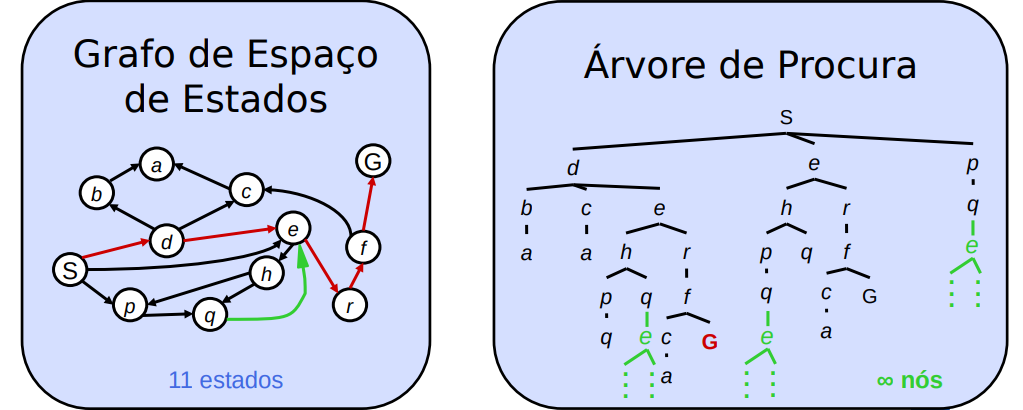 Grafo de Espaço
de Estados
a
G
b
c
e
d
f
S
h
p
q
r
11 estados
Árvore de Procura
S
d e p
b c e h r q
a a h r p q f e
p q f q c G
q e c G e a
a
∞ nós